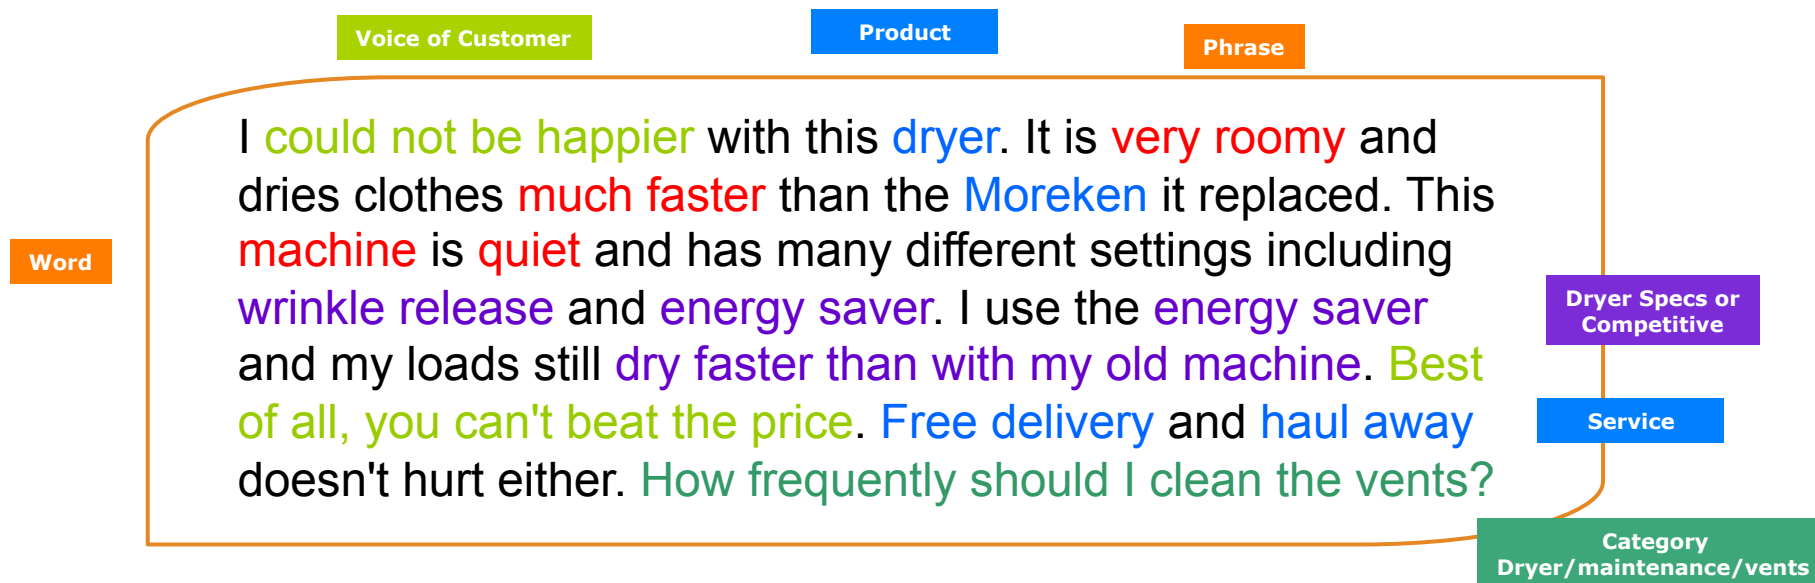 Voice of Customer
Product
Phrase
I could not be happier with this dryer. It is very roomy and
dries clothes much faster than the Moreken it replaced. This
machine is quiet and has many different settings including
Word
wrinkle release and energy saver. I use the energy saver
Dryer Specs or
Competitive
and my loads still dry faster than with my old machine. Best
of all, you can't beat the price. Free delivery and haul away
Service
doesn't hurt either. How frequently should I clean the vents?
Category
Dryer/maintenance/vents